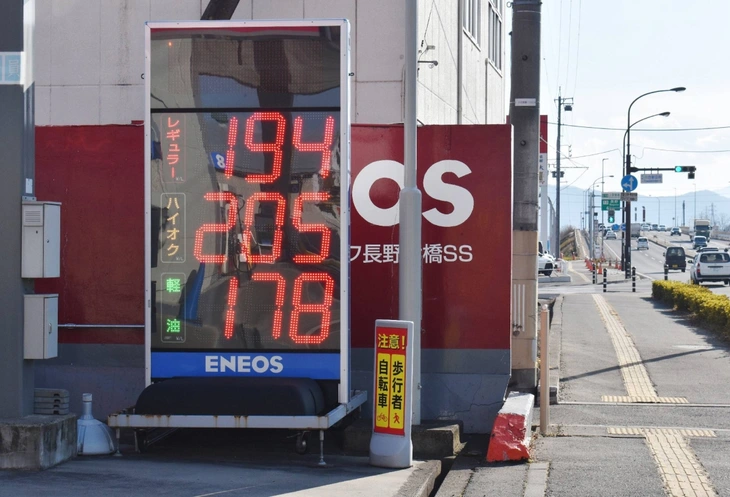 レギュラー 194
ハイオク 205
軽油 178
ENEOS
OS
長野
橋SS
注意!
歩行者
自転車